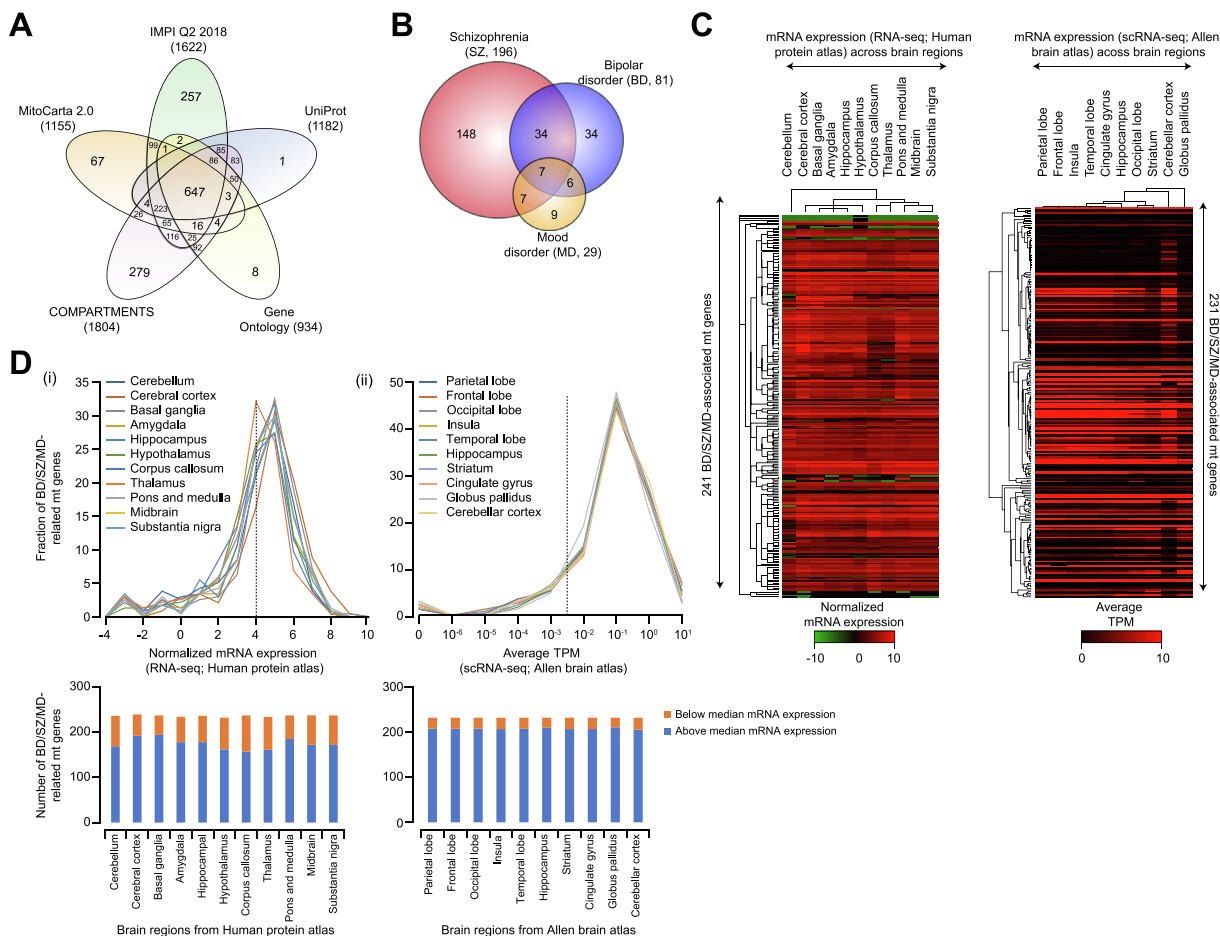 A
IMPI Q2 2018
(1622)
MitoCarta 2.0
(1155)
UniProt
(1182)
COMPARTMENTS
(1804)
Gene
Ontology (934)
257
2
99
1
85
86
83
67
1
50
647
3
4
223
26
65
16
4
116
25
92
279
8
B
Schizophrenia
(SZ, 196)
Bipolar
disorder (BD, 81)
148
34
34
7
7
6
9
Mood
disorder (MD, 29)
C
mRNA expression (RNA-seq; Human
protein atlas) across brain regions
Cerebellum
Cerebral cortex
Basal ganglia
Amygdala
Hippocampus
Hypothalamus
Corpus callosum
Thalamus
Pons and medulla
Midbrain
Substantia nigra
241 BD/SZ/MD-associated mt genes
Normalized
mRNA expression
-10 0 10
mRNA expression (scRNA-seq; Allen
brain atlas) acoss brain regions
Parietal lobe
Frontal lobe
Insula
Temporal lobe
Cingulate gyrus
Hippocampus
Occipital lobe
Striatum
Cerebellar cortex
Globus pallidus
231 BD/SZ/MD-associated mt genes
Average
TPM
0 10
D
(i)
Fraction of BD/SZ/MD-
related mt genes
35
30
25
20
15
10
5
0
Cerebellum
Cerebral cortex
Basal ganglia
Amygdala
Hippocampus
Hypothalamus
Corpus callosum
Thalamus
Pons and medulla
Midbrain
Substantia nigra
-4 -2 0 2 4 6 8 10
Normalized mRNA expression
(RNA-seq; Human protein atlas)
(ii)
50
40
30
20
10
0
Parietal lobe
Frontal lobe
Occipital lobe
Insula
Temporal lobe
Hippocampus
Striatum
Cingulate gyrus
Globus pallidus
Cerebellar cortex
0 10⁻⁶ 10⁻⁵ 10⁻⁴ 10⁻³ 10⁻² 10⁻¹ 10⁰ 10¹
Average TPM
(scRNA-seq; Allen brain atlas)
Number of BD/SZ/MD-
related mt genes
300
200
100
0
Cerebellum
Cerebral cortex
Basal ganglia
Amygdala
Hippocampal
Hypothalamus
Corpus callosum
Thalamus
Pons and medulla
Midbrain
Substantia nigra
Brain regions from Human protein atlas
300
200
100
0
Parietal lobe
Frontal lobe
Occipital lobe
Insula
Temporal lobe
Hippocampus
Striatum
Cingulate gyrus
Globus pallidus
Cerebellar cortex
Brain regions from Allen brain atlas
Below median mRNA expression
Above median mRNA expression